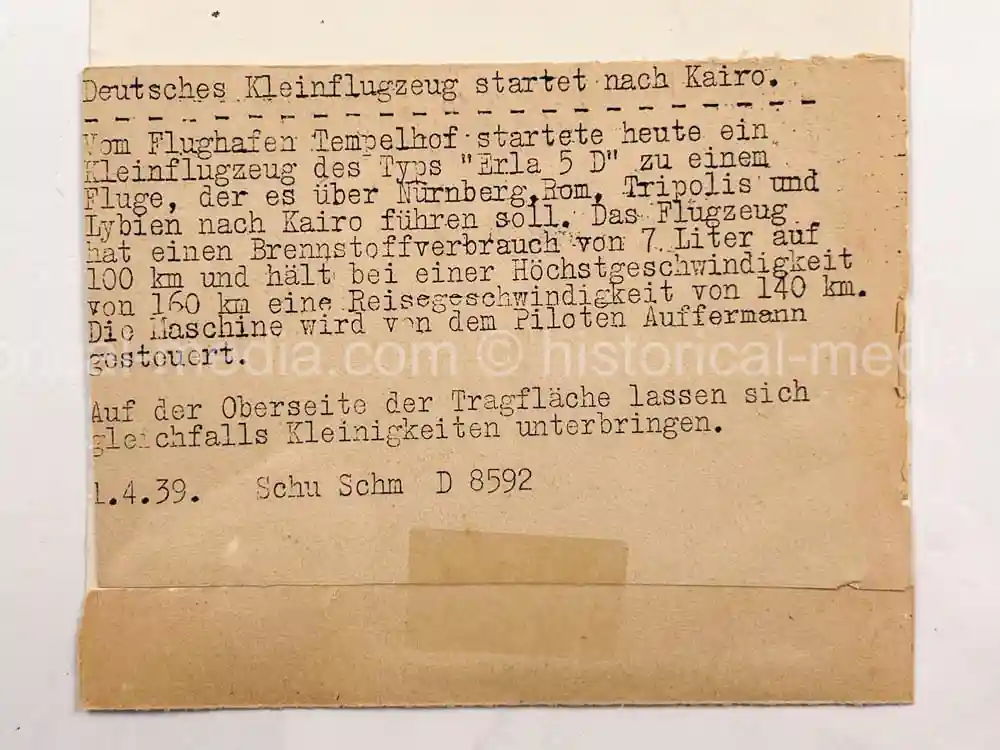 Deutsches Kleinflugzeug startet nach Kairo.
Vom Flughafen Tempelhof startete heute ein
Kleinflugzeug des Typs "Erla 5 D" zu einem
Fluge, der es über Nürnberg,Rom, Tripolis und
Lybien nach Kairo führen soll. Das Flugzeug
hat einen Brennstoffverbrauch von 7 Liter auf
100 km und hält bei einer Höchstgeschwindigkeit
von 160 km eine Reisegeschwindigkeit von 140 km.
Die Maschine wird von dem Piloten Auffermann
gesteuert.
media.com © historical-med
Auf der Oberseite der Tragfläche lassen sich
gleichfalls Kleinigkeiten unterbringen.
1.4.39. Schu Schm D 8592